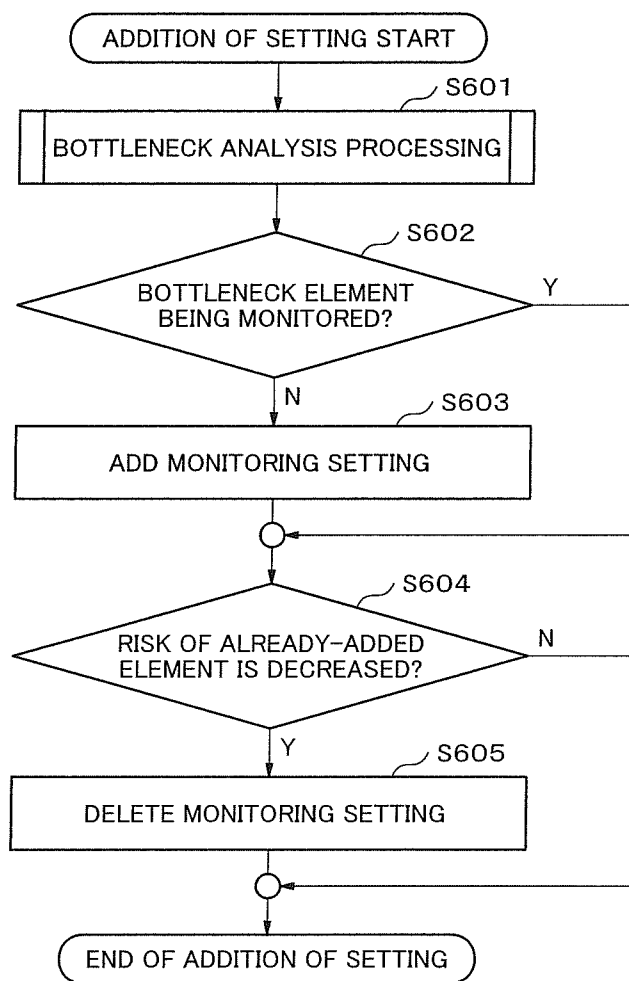 ADDITION OF SETTING START
S601
BOTTLENECK ANALYSIS PROCESSING
S602
BOTTLENECK ELEMENT
BEING MONITORED?
Y
N
S603
ADD MONITORING SETTING
S604
RISK OF ALREADY-ADDED
ELEMENT IS DECREASED?
N
Y
S605
DELETE MONITORING SETTING
END OF ADDITION OF SETTING